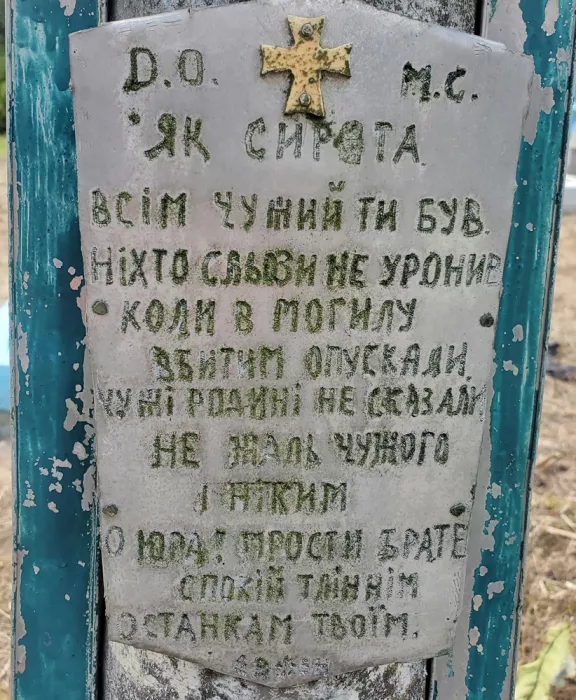 Д.О. М.С.
ЯК СИРОТА.
ВСІМ ЧУЖИЙ ТИ БУВ.
НІХТО СЛЬОЗИ НЕ УРОНИВ
КОЛИ В МОГИЛУ
ВБИТИМ ОПУСКАЛИ.
ЧУЖІ РІДНІ НЕ СКАЗАЛИ
НЕ ЖАЛЬ ЧУЖОГО
І НІКИМ
О ЮРА! ПРОСТИ БРАТЕ
СПОКІЙ ТЛІННІМ
ОСТАНКАМ ТВОЇМ.